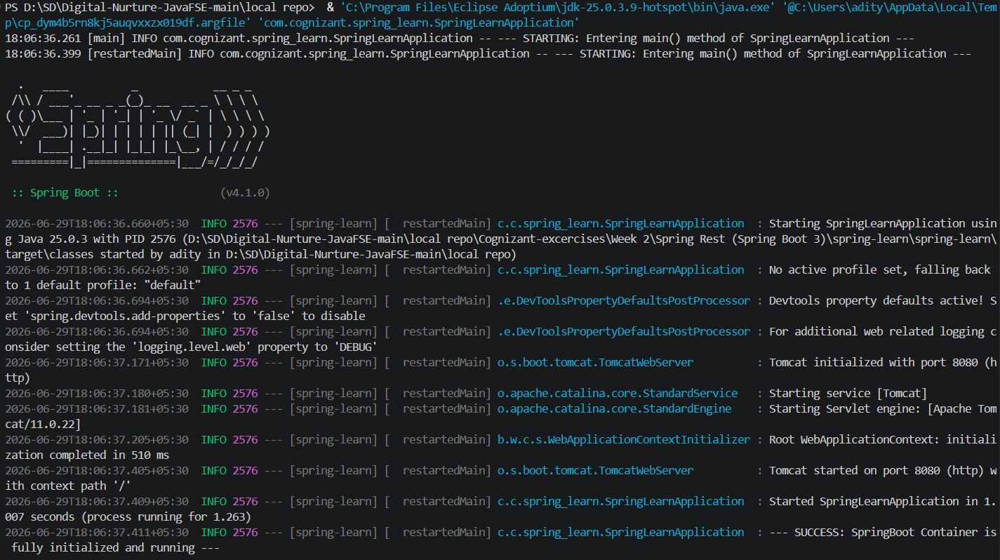 PS D:\SD\Digital-Nurture-JavaFSE-main\local repo>  & 'C:\Program Files\Eclipse Adoptium\jdk-25.0.3.9-hotspot\bin\java.exe' '@C:\Users\adity\AppData\Local\Tem
p\cp_dym4b5rn8kj5auqvxxzx019df.argfile' 'com.cognizant.spring_learn.SpringLearnApplication'
18:06:36.261 [main] INFO com.cognizant.spring_learn.SpringLearnApplication -- --- STARTING: Entering main() method of SpringLearnApplication ---
18:06:36.399 [restartedMain] INFO com.cognizant.spring_learn.SpringLearnApplication -- --- STARTING: Entering main() method of SpringLearnApplication ---

  .   ____          _            __ _ _
 /\\ / ___'_ __ _ _(_)_ __  __ _ \ \ \ \
( ( )\___ | '_ | '_| | '_ \/ _` | \ \ \ \
 \\/  ___)| |_)| | | | | || (_| |  ) ) ) )
  '  |____| .__|_| |_|_| |_\__, | / / / /
 =========|_|==============|___/=/_/_/_/

 :: Spring Boot ::                (v4.1.0)

2026-06-29T18:06:36.660+05:30  INFO 2576 --- [spring-learn] [  restartedMain] c.c.spring_learn.SpringLearnApplication  : Starting SpringLearnApplication usin
g Java 25.0.3 with PID 2576 (D:\SD\Digital-Nurture-JavaFSE-main\local repo\Cognizant-excercises\Week 2\Spring Rest (Spring Boot 3)\spring-learn\spring-learn\
target\classes started by adity in D:\SD\Digital-Nurture-JavaFSE-main\local repo)
2026-06-29T18:06:36.662+05:30  INFO 2576 --- [spring-learn] [  restartedMain] c.c.spring_learn.SpringLearnApplication  : No active profile set, falling back
to 1 default profile: "default"
2026-06-29T18:06:36.694+05:30  INFO 2576 --- [spring-learn] [  restartedMain] .e.DevToolsPropertyDefaultsPostProcessor : Devtools property defaults active! S
et 'spring.devtools.add-properties' to 'false' to disable
2026-06-29T18:06:36.694+05:30  INFO 2576 --- [spring-learn] [  restartedMain] .e.DevToolsPropertyDefaultsPostProcessor : For additional web related logging c
onsider setting the 'logging.level.web' property to 'DEBUG'
2026-06-29T18:06:37.171+05:30  INFO 2576 --- [spring-learn] [  restartedMain] o.s.boot.tomcat.TomcatWebServer          : Tomcat initialized with port 8080 (h
ttp)
2026-06-29T18:06:37.180+05:30  INFO 2576 --- [spring-learn] [  restartedMain] o.apache.catalina.core.StandardService   : Starting service [Tomcat]
2026-06-29T18:06:37.181+05:30  INFO 2576 --- [spring-learn] [  restartedMain] o.apache.catalina.core.StandardEngine    : Starting Servlet engine: [Apache Tom
cat/11.0.22]
2026-06-29T18:06:37.205+05:30  INFO 2576 --- [spring-learn] [  restartedMain] b.w.c.s.WebApplicationContextInitializer : Root WebApplicationContext: initiali
zation completed in 510 ms
2026-06-29T18:06:37.405+05:30  INFO 2576 --- [spring-learn] [  restartedMain] o.s.boot.tomcat.TomcatWebServer          : Tomcat started on port 8080 (http) w
ith context path '/'
2026-06-29T18:06:37.409+05:30  INFO 2576 --- [spring-learn] [  restartedMain] c.c.spring_learn.SpringLearnApplication  : Started SpringLearnApplication in 1.
007 seconds (process running for 1.263)
2026-06-29T18:06:37.411+05:30  INFO 2576 --- [spring-learn] [  restartedMain] c.c.spring_learn.SpringLearnApplication  : --- SUCCESS: SpringBoot Container is
 fully initialized and running ---